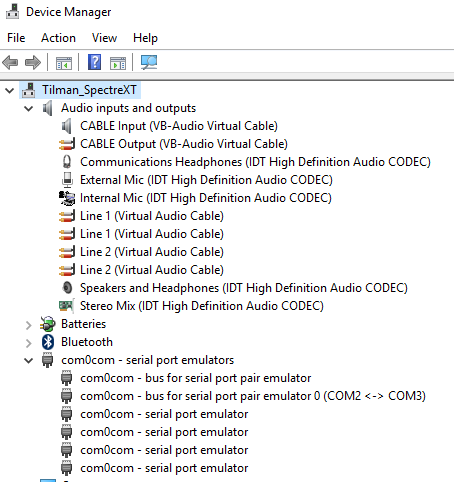 Device Manager
File Action View Help
Tilman_SpectreXT
Audio inputs and outputs
CABLE Input (VB-Audio Virtual Cable)
CABLE Output (VB-Audio Virtual Cable)
Communications Headphones (IDT High Definition Audio CODEC)
External Mic (IDT High Definition Audio CODEC)
Internal Mic (IDT High Definition Audio CODEC)
Line 1 (Virtual Audio Cable)
Line 1 (Virtual Audio Cable)
Line 2 (Virtual Audio Cable)
Line 2 (Virtual Audio Cable)
Speakers and Headphones (IDT High Definition Audio CODEC)
Stereo Mix (IDT High Definition Audio CODEC)
Batteries
Bluetooth
com0com - serial port emulators
com0com - bus for serial port pair emulator
com0com - bus for serial port pair emulator 0 (COM2 <-> COM3)
com0com - serial port emulator
com0com - serial port emulator
com0com - serial port emulator
com0com - serial port emulator